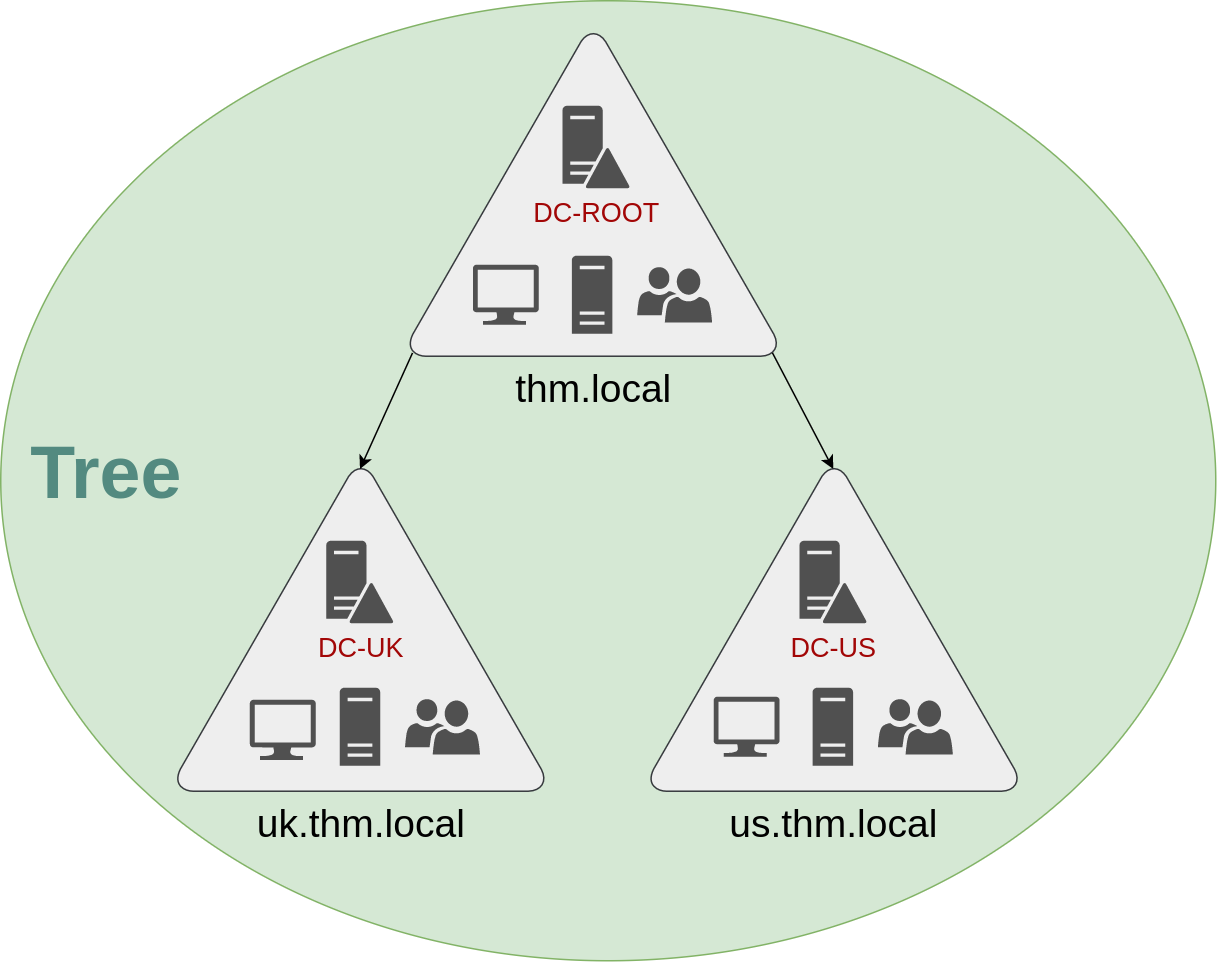 DC-ROOT
thm.local
Tree
DC-UK
DC-US
uk.thm.local
us.thm.local